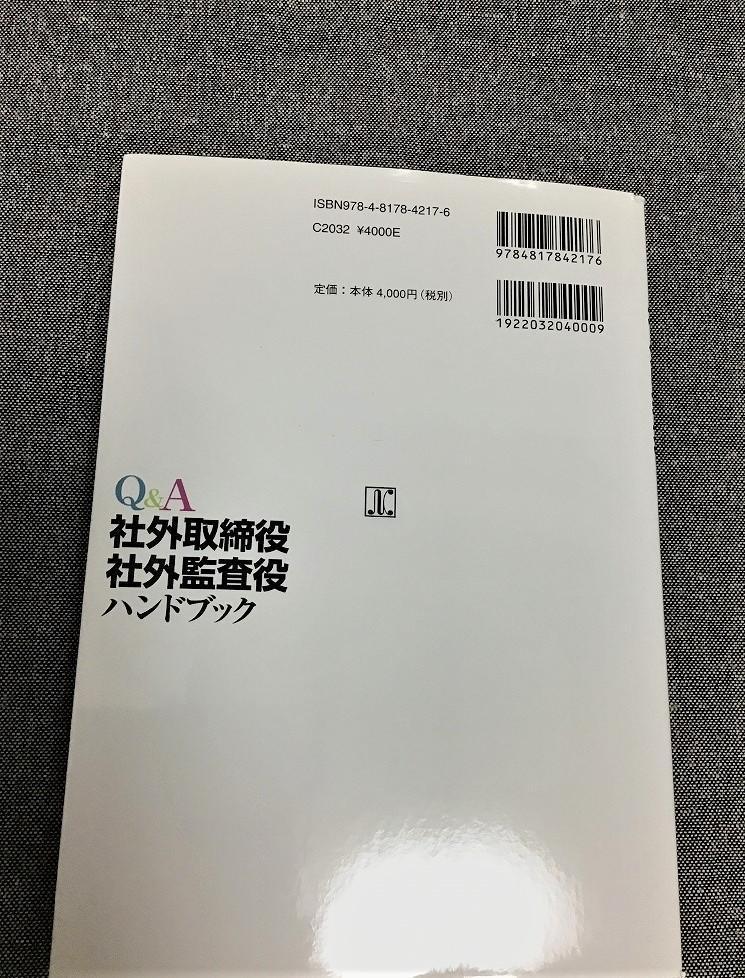 ISBN978-4-8178-4217-6
C2032 ¥4000E
9784817842176
定価：本体 4,000円（税別）
1922032040009
Q&A
社外取締役
社外監査役
ハンドブック